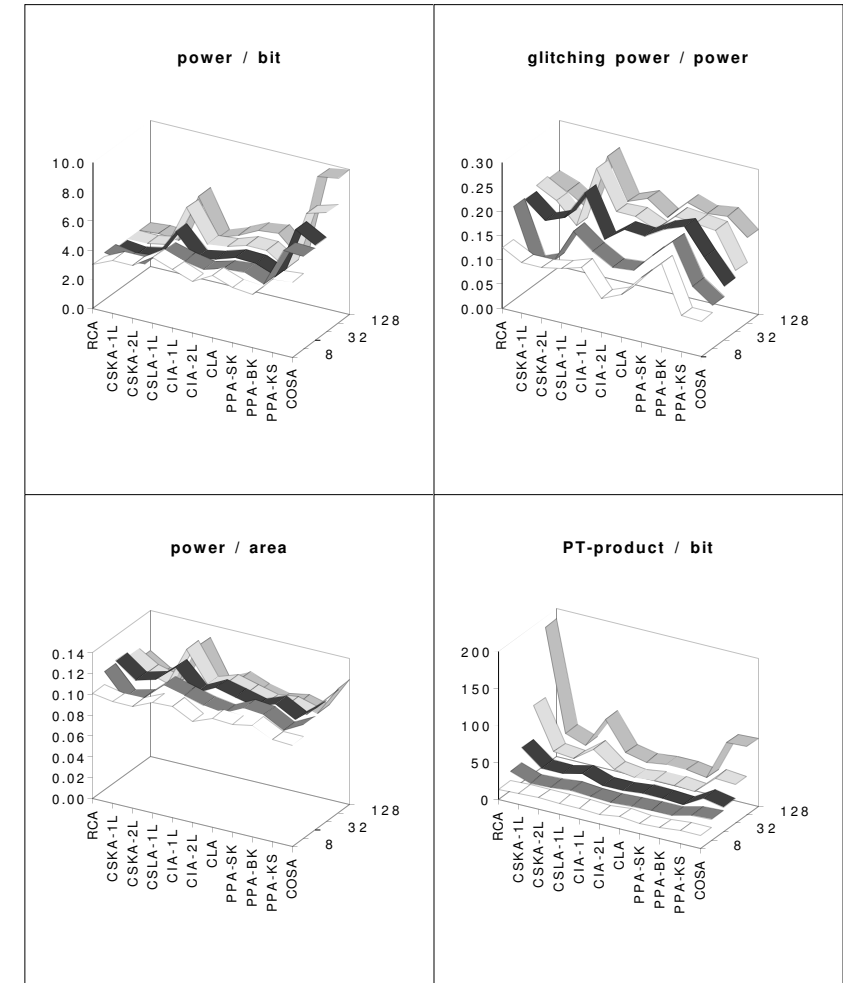 power / bit
10.0
8.0
6.0
4.0
2.0
0.0
RCA
CSKA-1L
CSKA-2L
CSLA-1L
CIA-1L
CIA-2L
CLA
PPA-SK
PPA-BK
PPA-KS
COSA
8
32
128
glitching power / power
0.30
0.25
0.20
0.15
0.10
0.05
0.00
RCA
CSKA-1L
CSKA-2L
CSLA-1L
CIA-1L
CIA-2L
CLA
PPA-SK
PPA-BK
PPA-KS
COSA
8
32
128
power / area
0.14
0.12
0.10
0.08
0.06
0.04
0.02
0.00
RCA
CSKA-1L
CSKA-2L
CSLA-1L
CIA-1L
CIA-2L
CLA
PPA-SK
PPA-BK
PPA-KS
COSA
8
32
128
PT-product / bit
200
150
100
50
0
RCA
CSKA-1L
CSKA-2L
CSLA-1L
CIA-1L
CIA-2L
CLA
PPA-SK
PPA-BK
PPA-KS
COSA
8
32
128